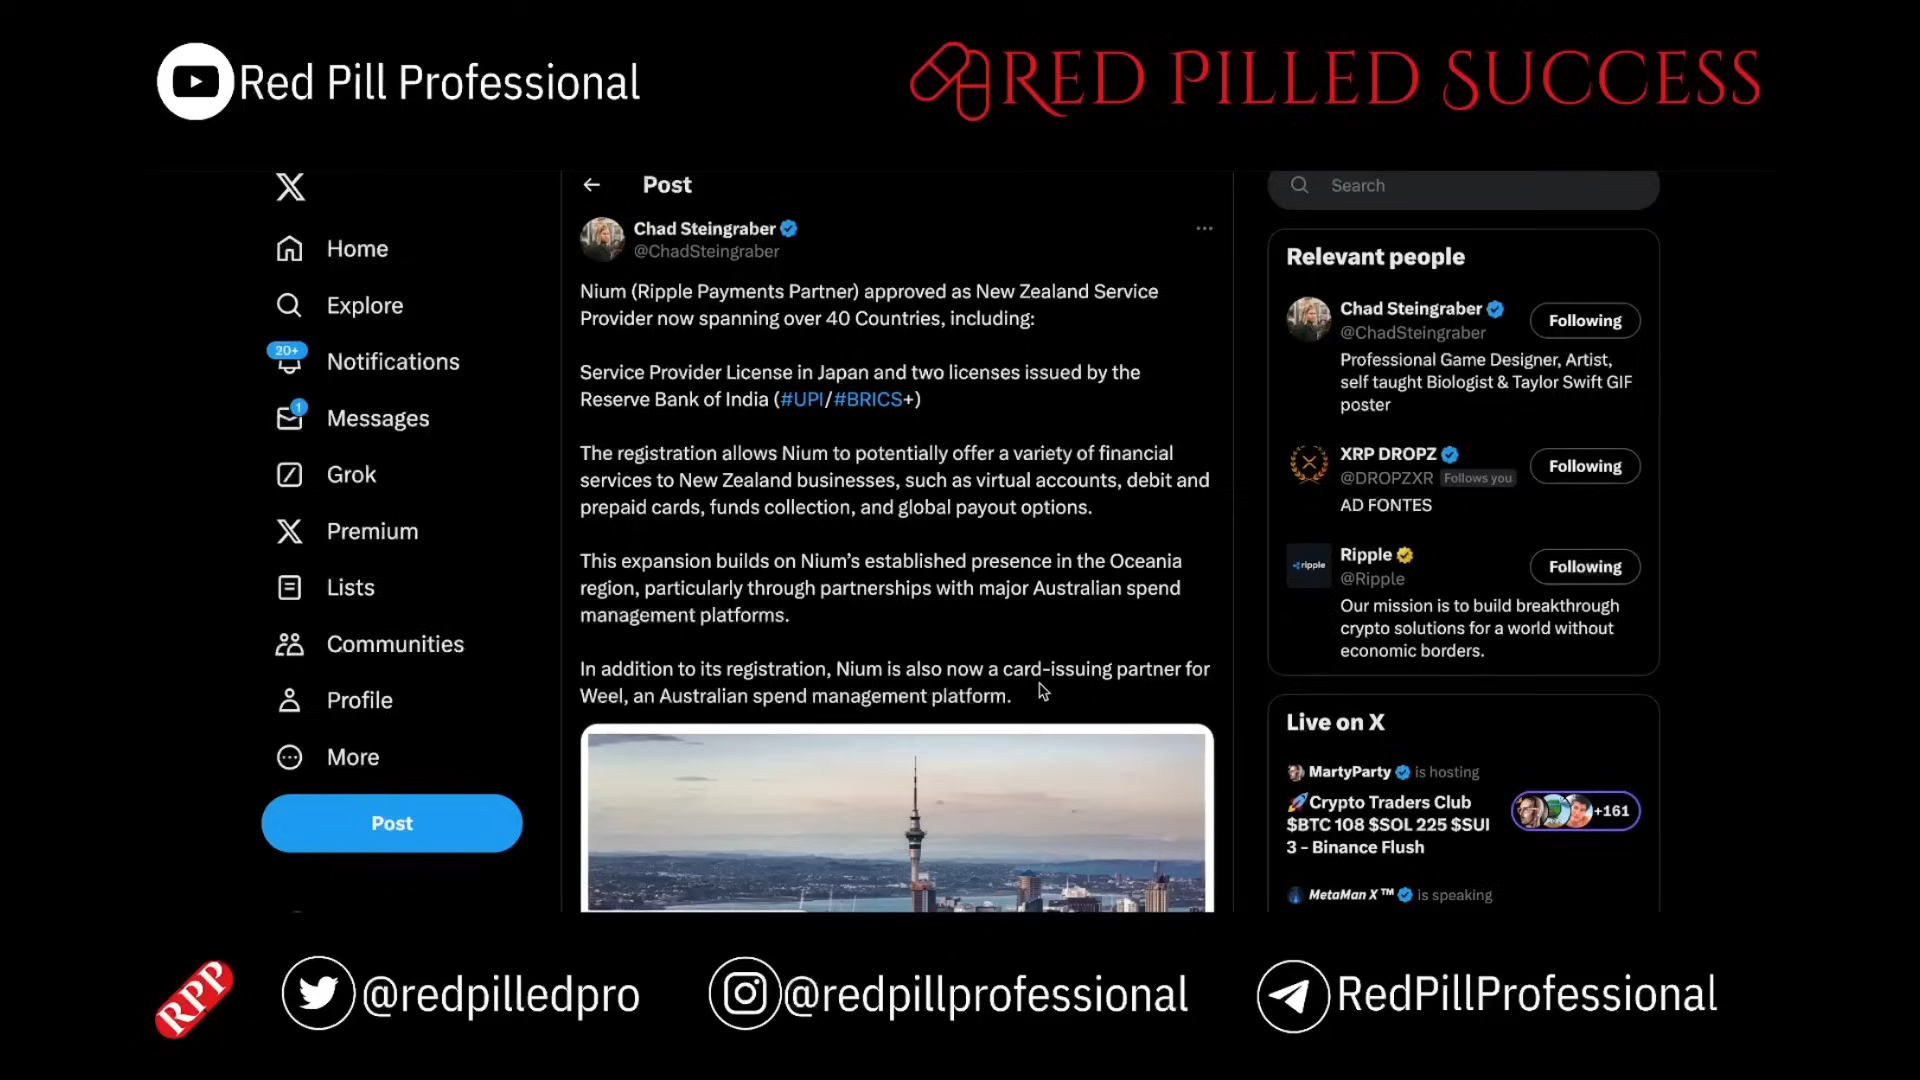 Red Pill Professional
RED PILLED SUCCESS
Home
Explore
20+
Notifications
1
Messages
Grok
Premium
Lists
Communities
Profile
More
Post
Post
Chad Steingraber
@ChadSteingraber
Nium (Ripple Payments Partner) approved as New Zealand Service
Provider now spanning over 40 Countries, including:
Service Provider License in Japan and two licenses issued by the
Reserve Bank of India (#UPI/#BRICS+)
The registration allows Nium to potentially offer a variety of financial
services to New Zealand businesses, such as virtual accounts, debit and
prepaid cards, funds collection, and global payout options.
This expansion builds on Nium’s established presence in the Oceania
region, particularly through partnerships with major Australian spend
management platforms.
In addition to its registration, Nium is also now a card-issuing partner for
Weel, an Australian spend management platform.
Search
Relevant people
Chad Steingraber
@ChadSteingraber
Following
Professional Game Designer, Artist,
self taught Biologist & Taylor Swift GIF
poster
XRP DROPZ
@DROPZXR Follows you
Following
AD FONTES
ripple
Ripple
@Ripple
Following
Our mission is to build breakthrough
crypto solutions for a world without
economic borders.
Live on X
MartyParty is hosting
🚀Crypto Traders Club
$BTC 108 $SOL 225 $SUI
3 - Binance Flush
+161
MetaMan X™ is speaking
RPP
@redpilledpro
@redpillprofessional
RedPillProfessional